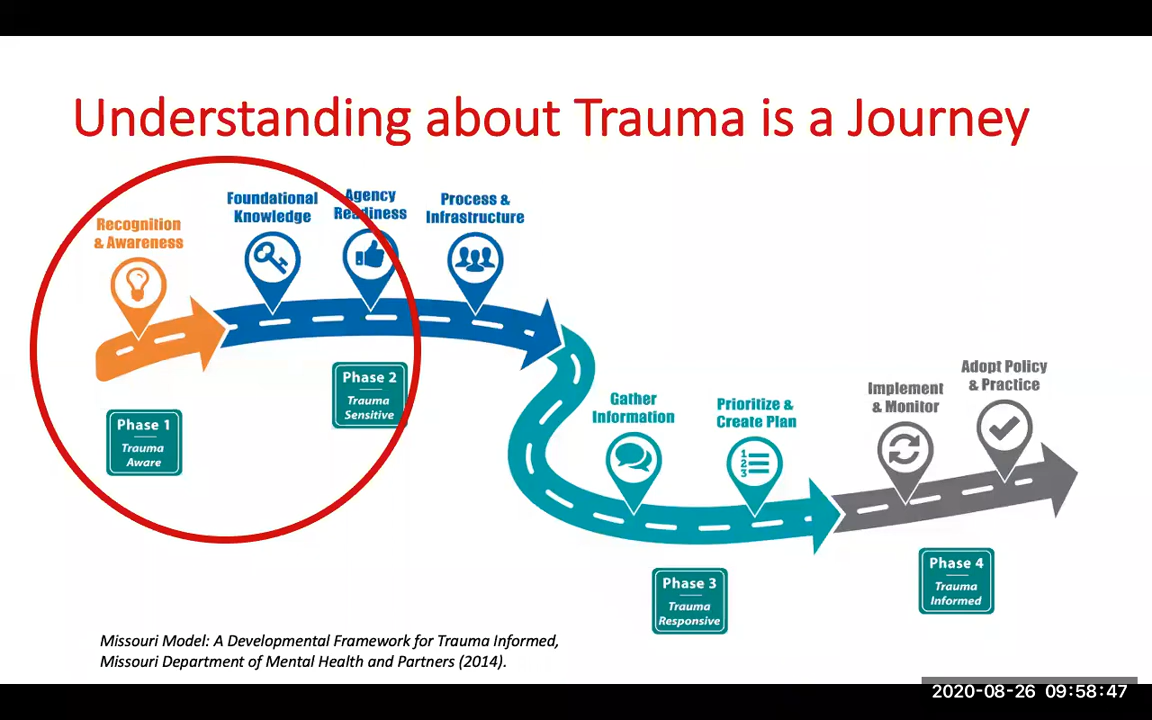 Understanding about Trauma is a Journey
Recognition
& Awareness
Foundational
Knowledge
Agency
Readiness
Process &
Infrastructure
Phase 1
Trauma
Aware
Phase 2
Trauma
Sensitive
Gather
Information
Prioritize &
Create Plan
1
2
3
Implement
& Monitor
Adopt Policy
& Practice
Phase 3
Trauma
Responsive
Phase 4
Trauma
Informed
Missouri Model: A Developmental Framework for Trauma Informed,
Missouri Department of Mental Health and Partners (2014).
2020-08-26 09:58:47